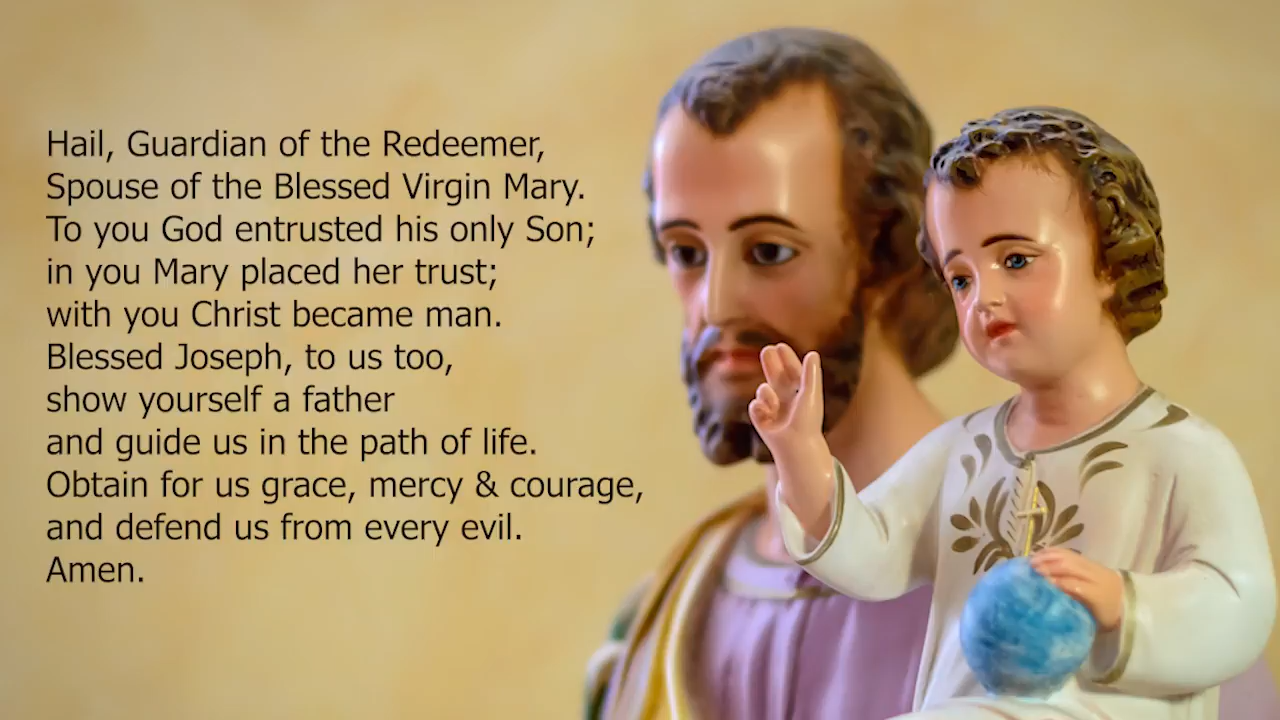 Hail, Guardian of the Redeemer,
Spouse of the Blessed Virgin Mary.
To you God entrusted his only Son;
in you Mary placed her trust;
with you Christ became man.
Blessed Joseph, to us too,
show yourself a father
and guide us in the path of life.
Obtain for us grace, mercy & courage,
and defend us from every evil.
Amen.